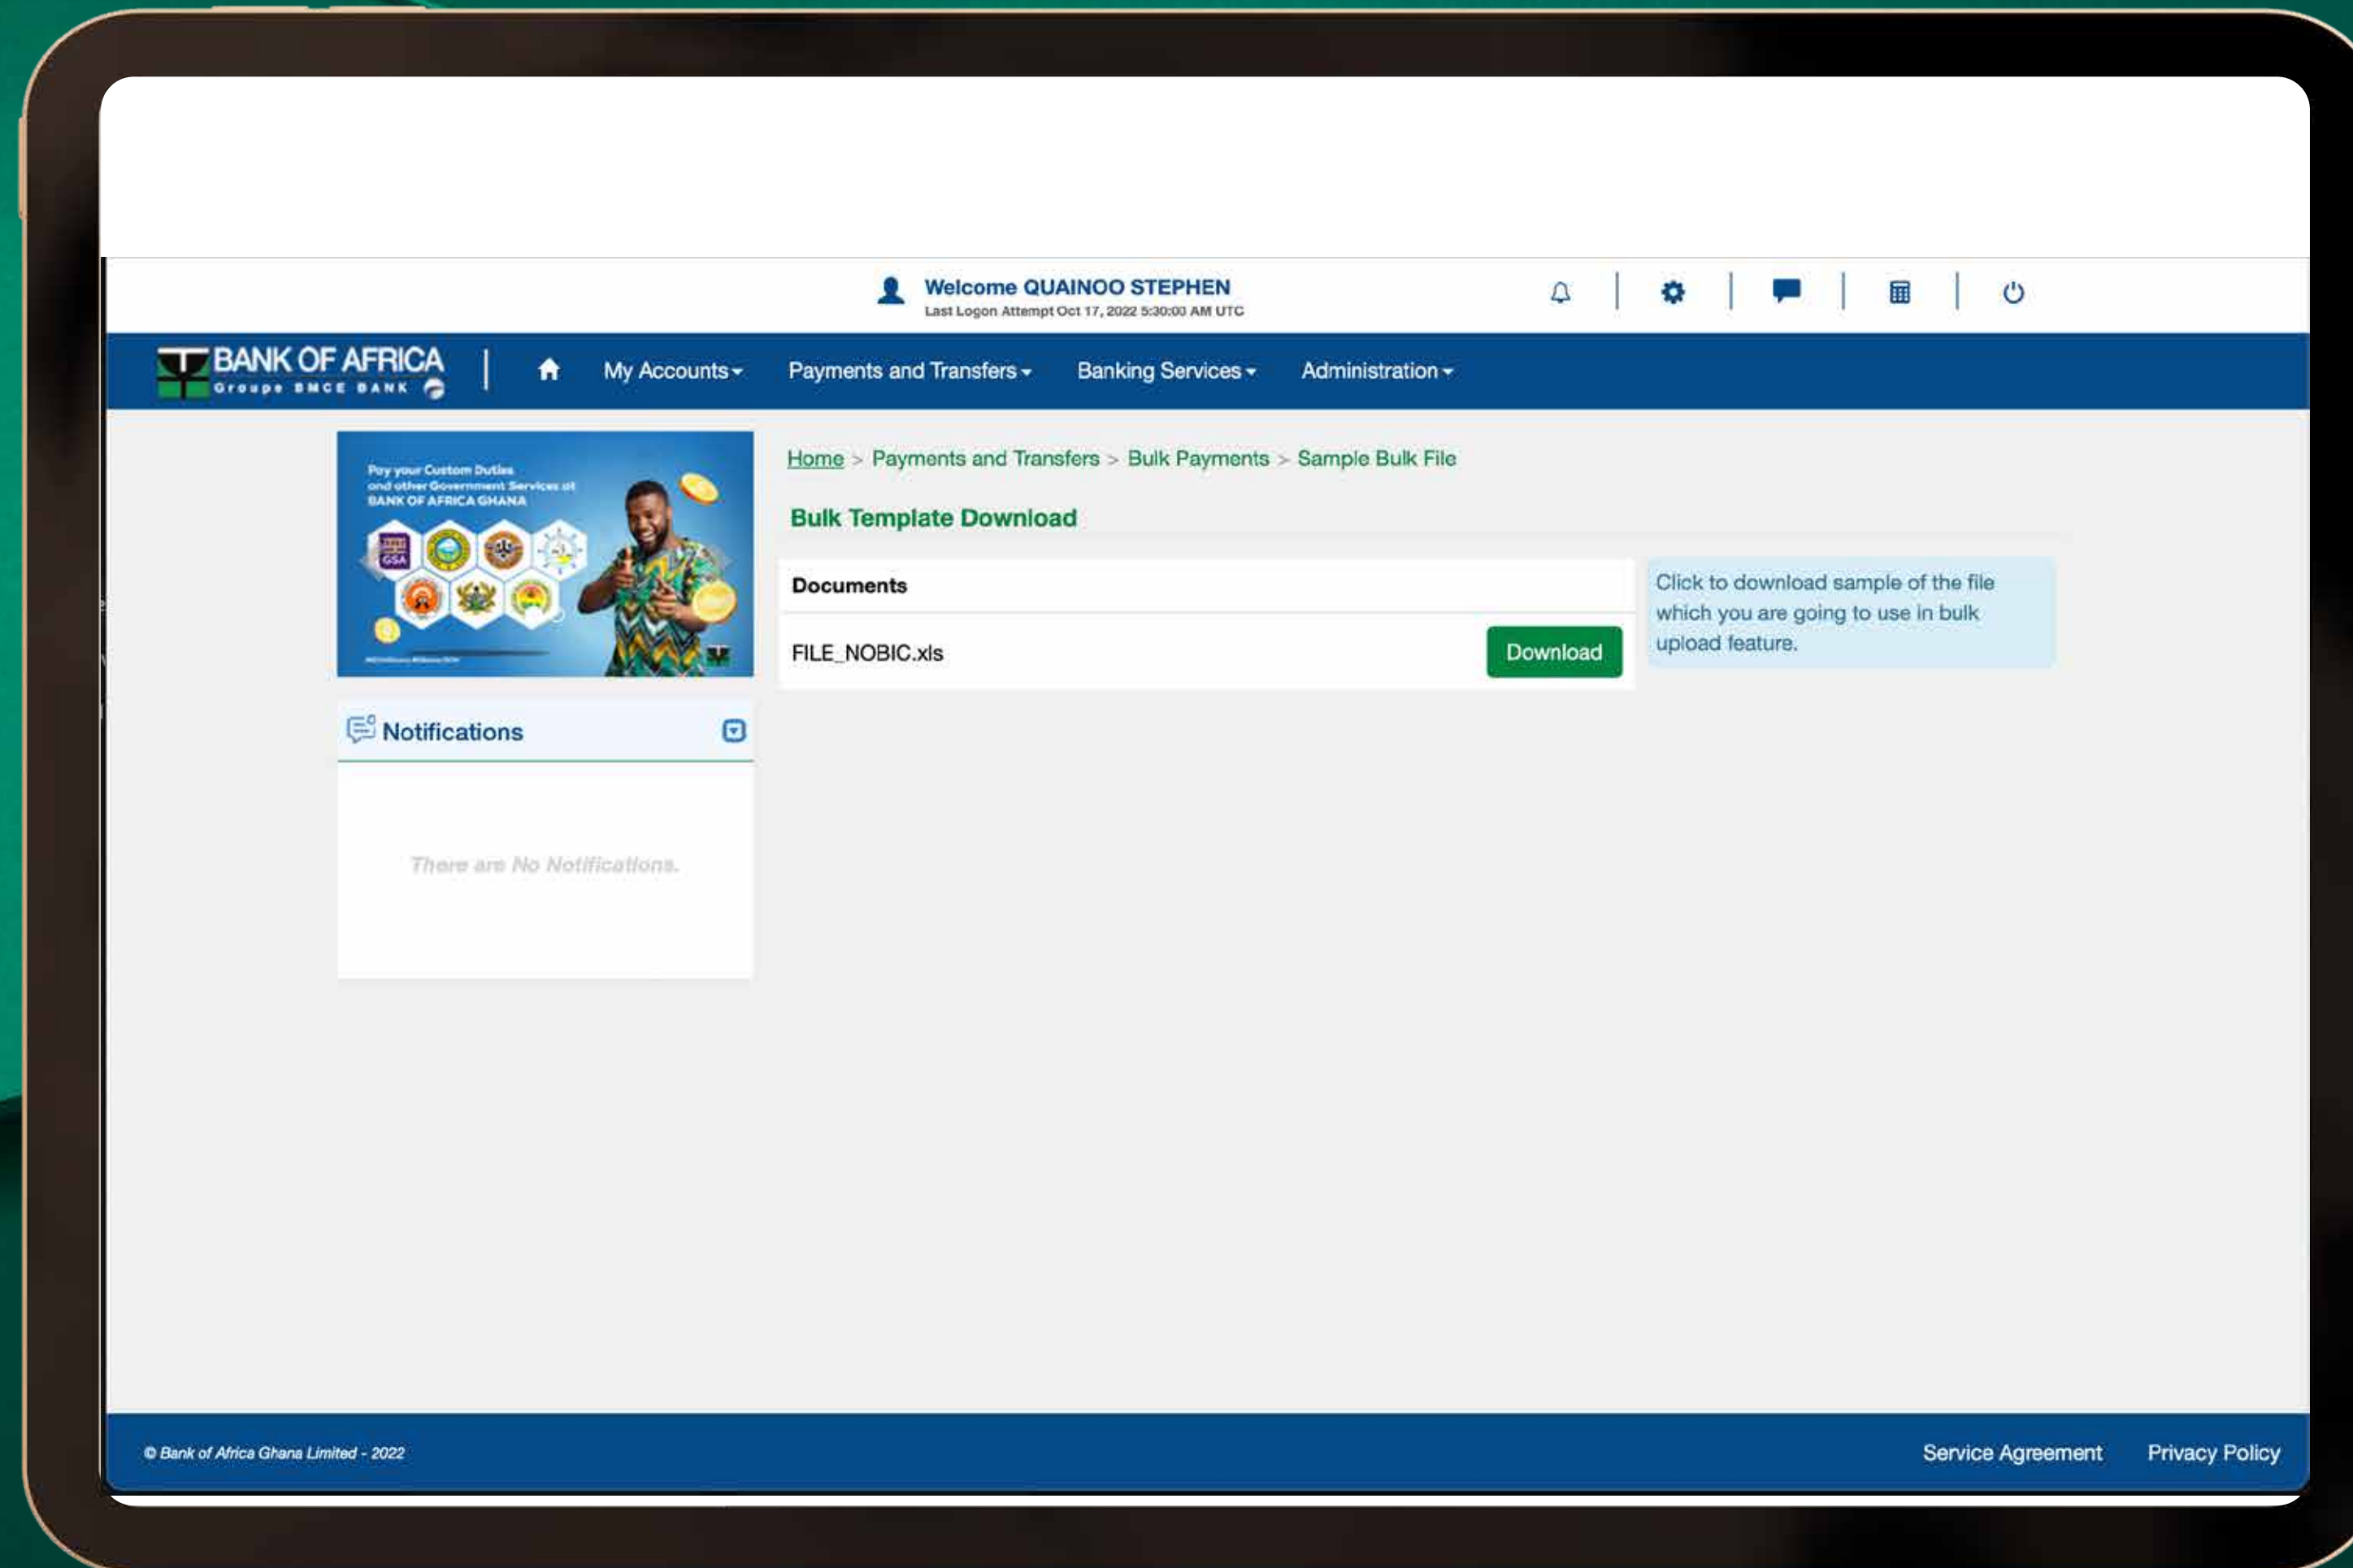 Welcome QUAINOO STEPHEN
Last Logon Attempt Oct 17, 2022 5:30:00 AM UTC
BANK OF AFRICA
Groupe BMCE BANK
My Accounts
Payments and Transfers
Banking Services
Administration
Pay your Custom Duties
and other Government Services at
BANK OF AFRICA GHANA
GSA
Home > Payments and Transfers > Bulk Payments > Sample Bulk File
Bulk Template Download
Documents
FILE_NOBIC.xls
Download
Click to download sample of the file
which you are going to use in bulk
upload feature.
Notifications
There are No Notifications.
© Bank of Africa Ghana Limited - 2022
Service Agreement
Privacy Policy